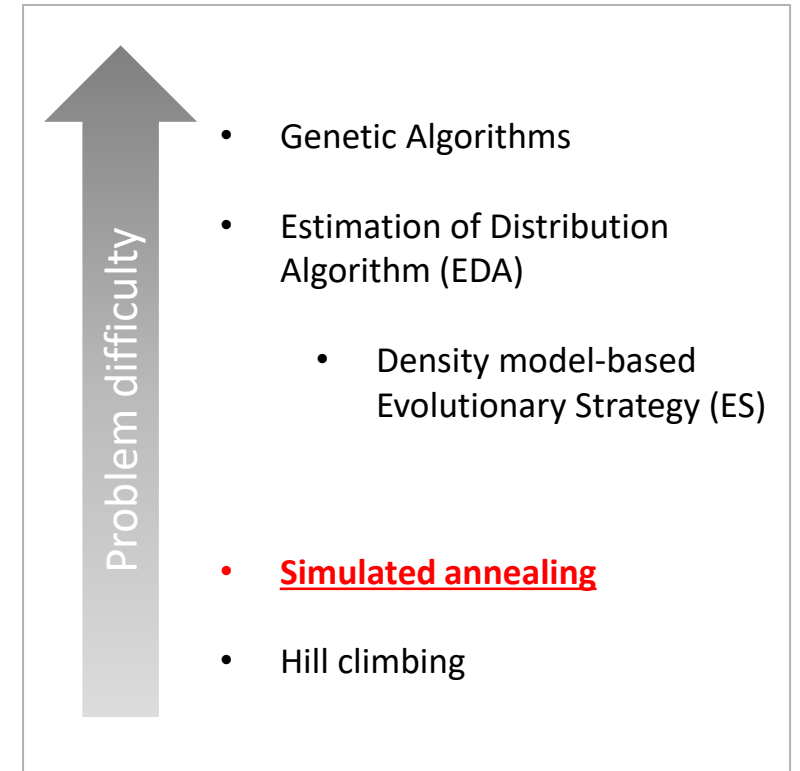 Problem difficulty
• Genetic Algorithms
• Estimation of Distribution
Algorithm (EDA)
• Density model-based
Evolutionary Strategy (ES)
• Simulated annealing
• Hill climbing